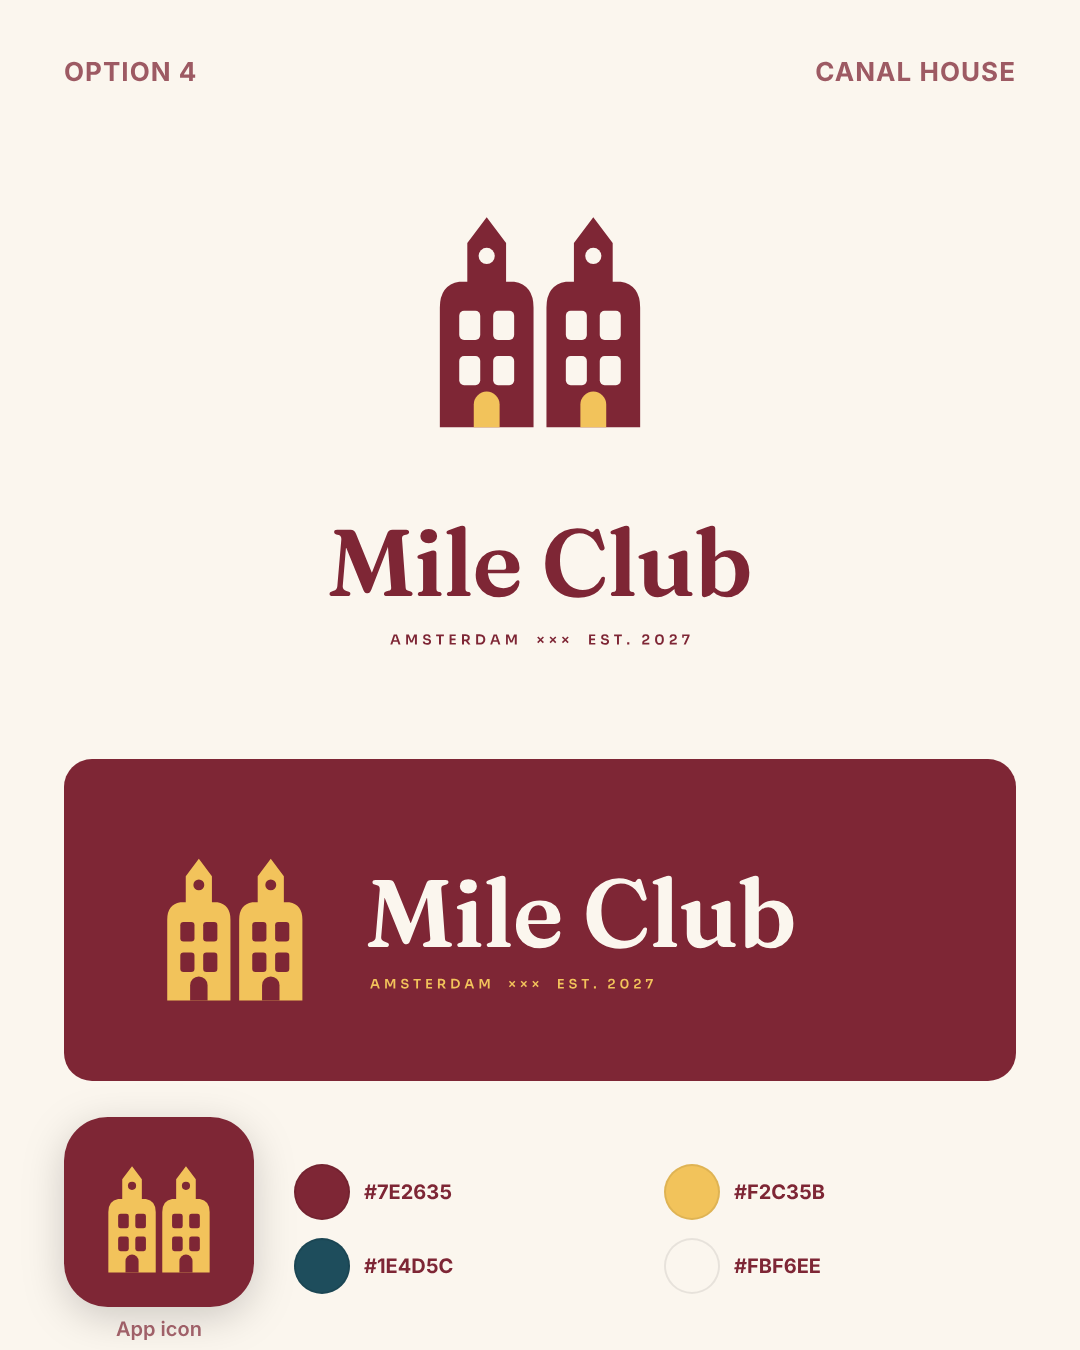 OPTION 4
CANAL HOUSE
Mile Club
AMSTERDAM ××× EST. 2027
Mile Club
AMSTERDAM ××× EST. 2027
#7E2635
#F2C35B
#1E4D5C
#FBF6EE
App icon